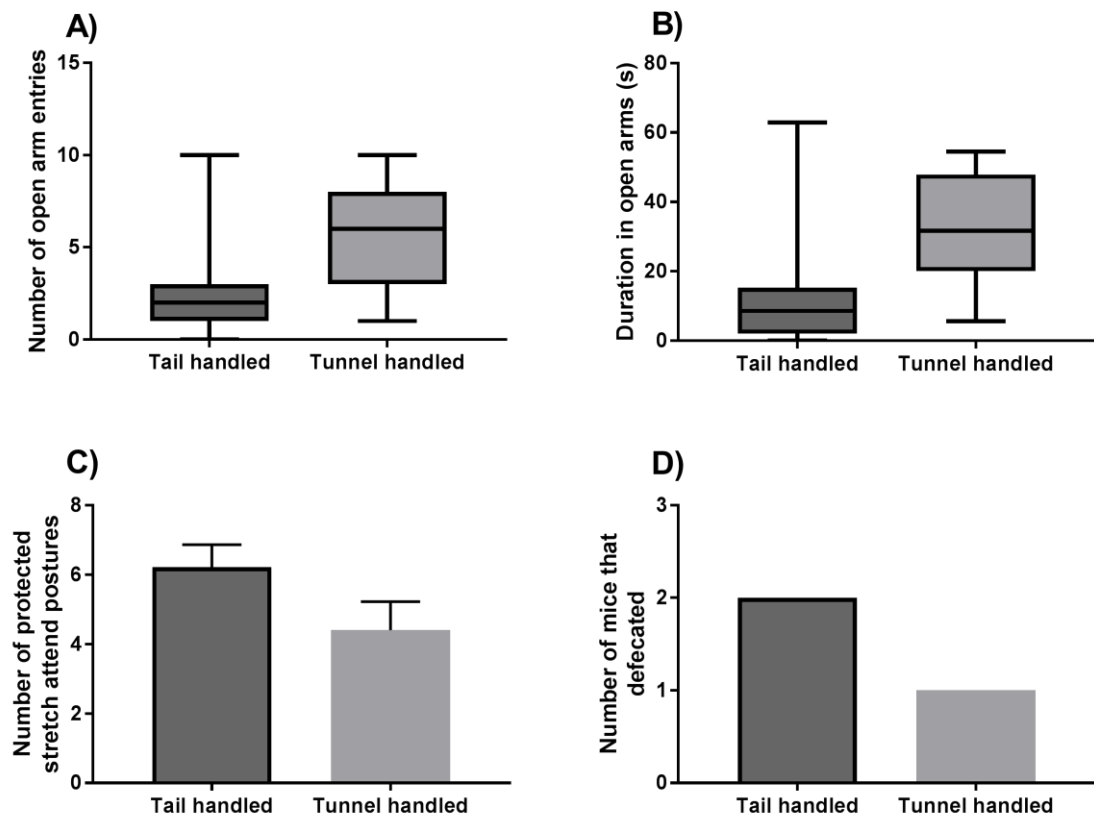 A)
Number of open arm entries
15
10
5
0
Tail handled
Tunnel handled
B)
Duration in open arms (s)
80
60
40
20
0
Tail handled
Tunnel handled
C)
Number of protected
stretch attend postures
8
6
4
2
0
Tail handled
Tunnel handled
D)
Number of mice that
defecated
3
2
1
0
Tail handled
Tunnel handled